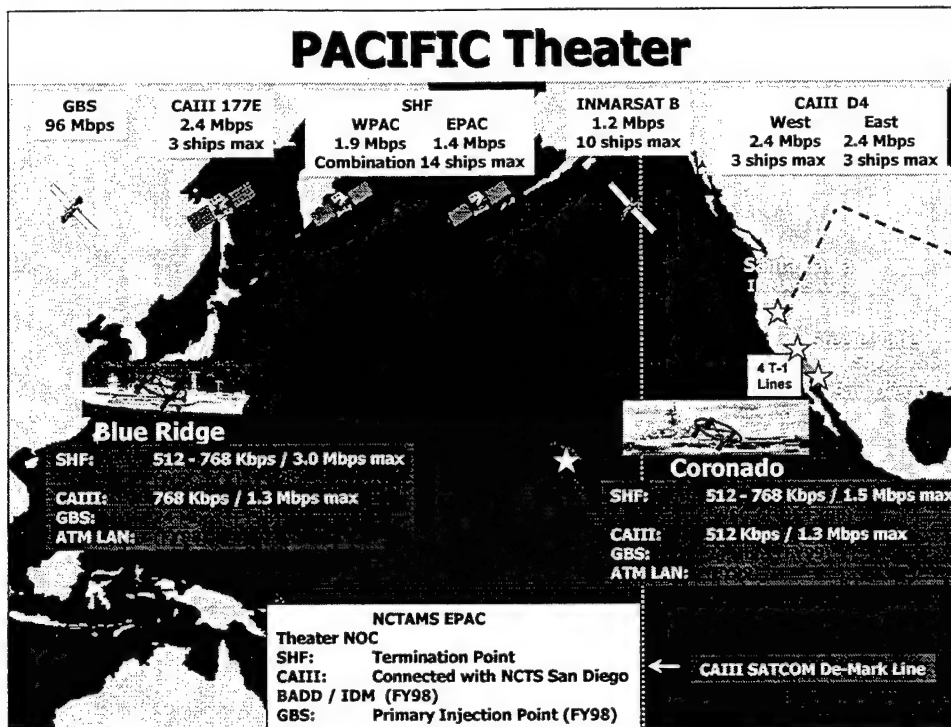 PACIFIC Theater
GBS
96 Mbps
CAIII 177E
2.4 Mbps
3 ships max
SHF
WPAC EPAC
1.9 Mbps 1.4 Mbps
Combination 14 ships max
INMARSAT B
1.2 Mbps
10 ships max
CAIII D4
West East
2.4 Mbps 2.4 Mbps
3 ships max 3 ships max
4 T-1
Lines
Blue Ridge
SHF: 512 - 768 Kbps / 3.0 Mbps max
CAIII: 768 Kbps / 1.3 Mbps max
GBS:
ATM LAN:
Coronado
SHF: 512 - 768 Kbps / 1.5 Mbps max
CAIII: 512 Kbps / 1.3 Mbps max
GBS:
ATM LAN:
NCTAMS EPAC
Theater NOC
SHF: Termination Point
CAIII: Connected with NCTS San Diego
BADD / IDM (FY98)
GBS: Primary Injection Point (FY98)
CAIII SATCOM De-Mark Line